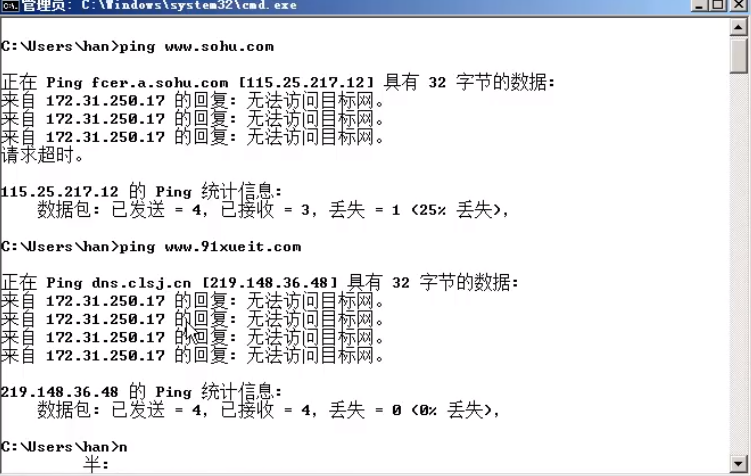 管理员: C:\Windows\system32\cmd.exe
C:\Users\han>ping www.sohu.com
正在 Ping fcer.a.sohu.com [115.25.217.12] 具有 32 字节的数据:
来自 172.31.250.17 的回复: 无法访问目标网。
来自 172.31.250.17 的回复: 无法访问目标网。
来自 172.31.250.17 的回复: 无法访问目标网。
请求超时。
115.25.217.12 的 Ping 统计信息:
数据包: 已发送 = 4, 已接收 = 3, 丢失 = 1 (25% 丢失),
C:\Users\han>ping www.91xueit.com
正在 Ping dns.clsj.cn [219.148.36.48] 具有 32 字节的数据:
来自 172.31.250.17 的回复: 无法访问目标网。
来自 172.31.250.17 的回复: 无法访问目标网。
来自 172.31.250.17 的回复: 无法访问目标网。
来自 172.31.250.17 的回复: 无法访问目标网。
219.148.36.48 的 Ping 统计信息:
数据包: 已发送 = 4, 已接收 = 4, 丢失 = 0 (0% 丢失),
C:\Users\han>n
半: